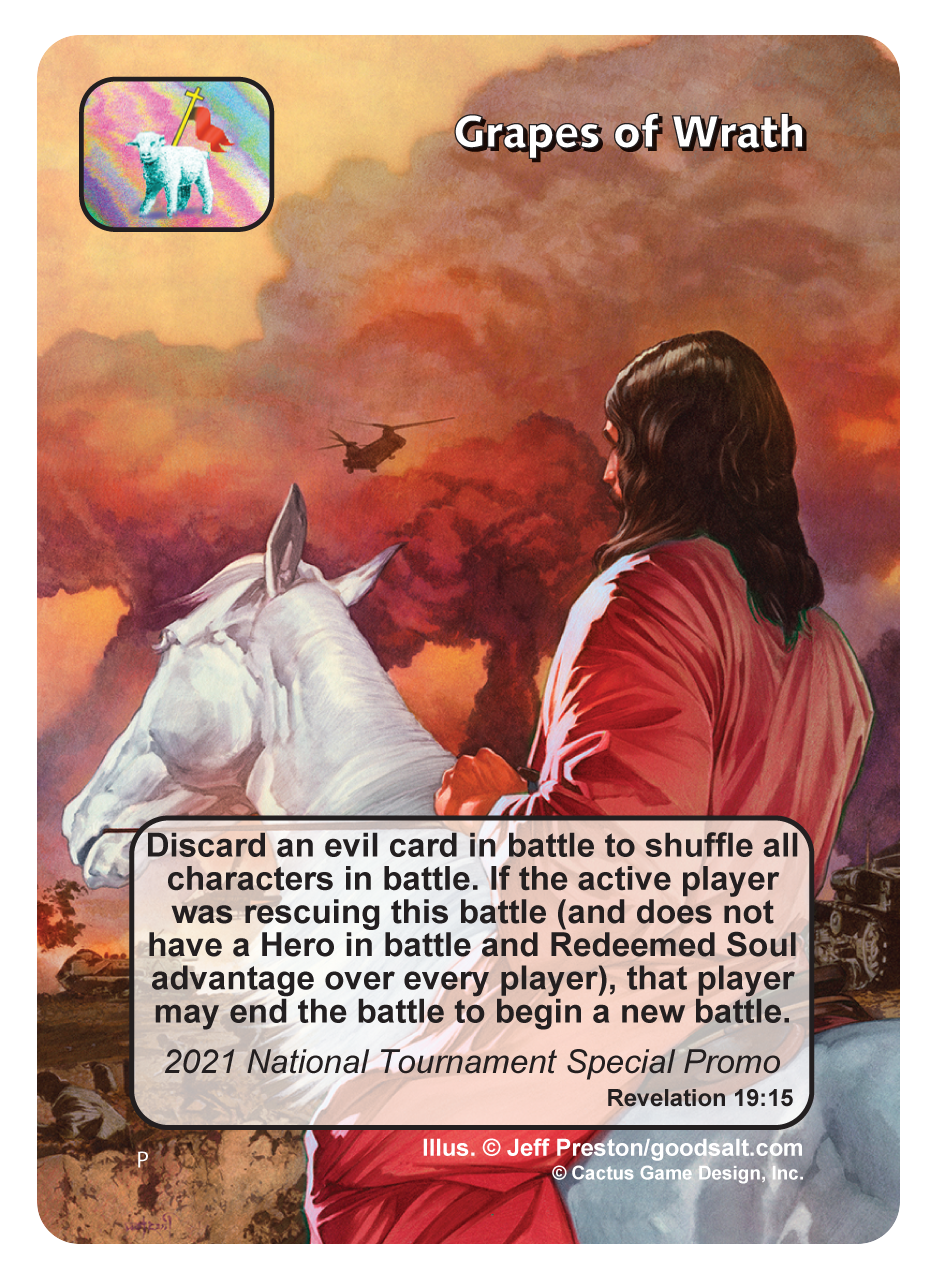 Grapes of Wrath
Discard an evil card in battle to shuffle all
characters in battle. If the active player
was rescuing this battle (and does not
have a Hero in battle and Redeemed Soul
advantage over every player), that player
may end the battle to begin a new battle.
2021 National Tournament Special Promo
Revelation 19:15
P
Illus. © Jeff Preston/goodsalt.com
© Cactus Game Design, Inc.